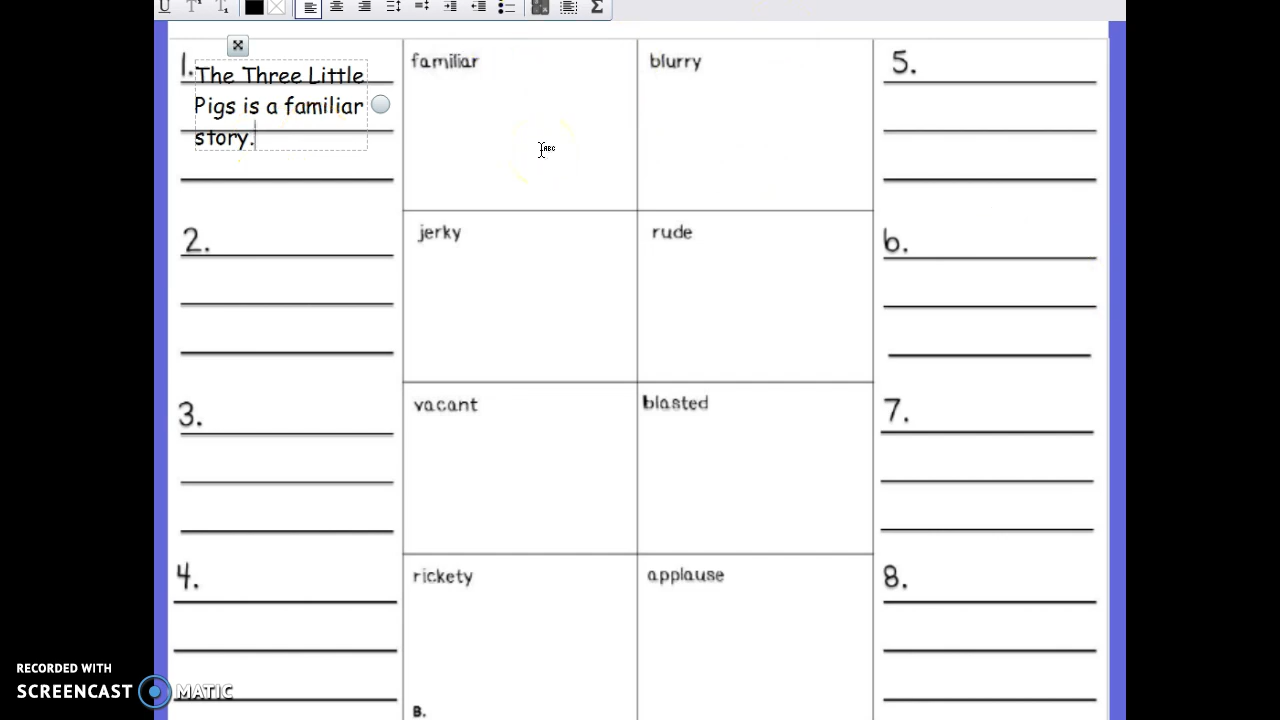 1.
The Three Little
Pigs is a familiar
story.
familiar
blurry
5.
ABC
2.
jerky
rude
6.
3.
vacant
blasted
7.
4.
rickety
applause
8.
B.
RECORDED WITH
SCREENCAST MATIC